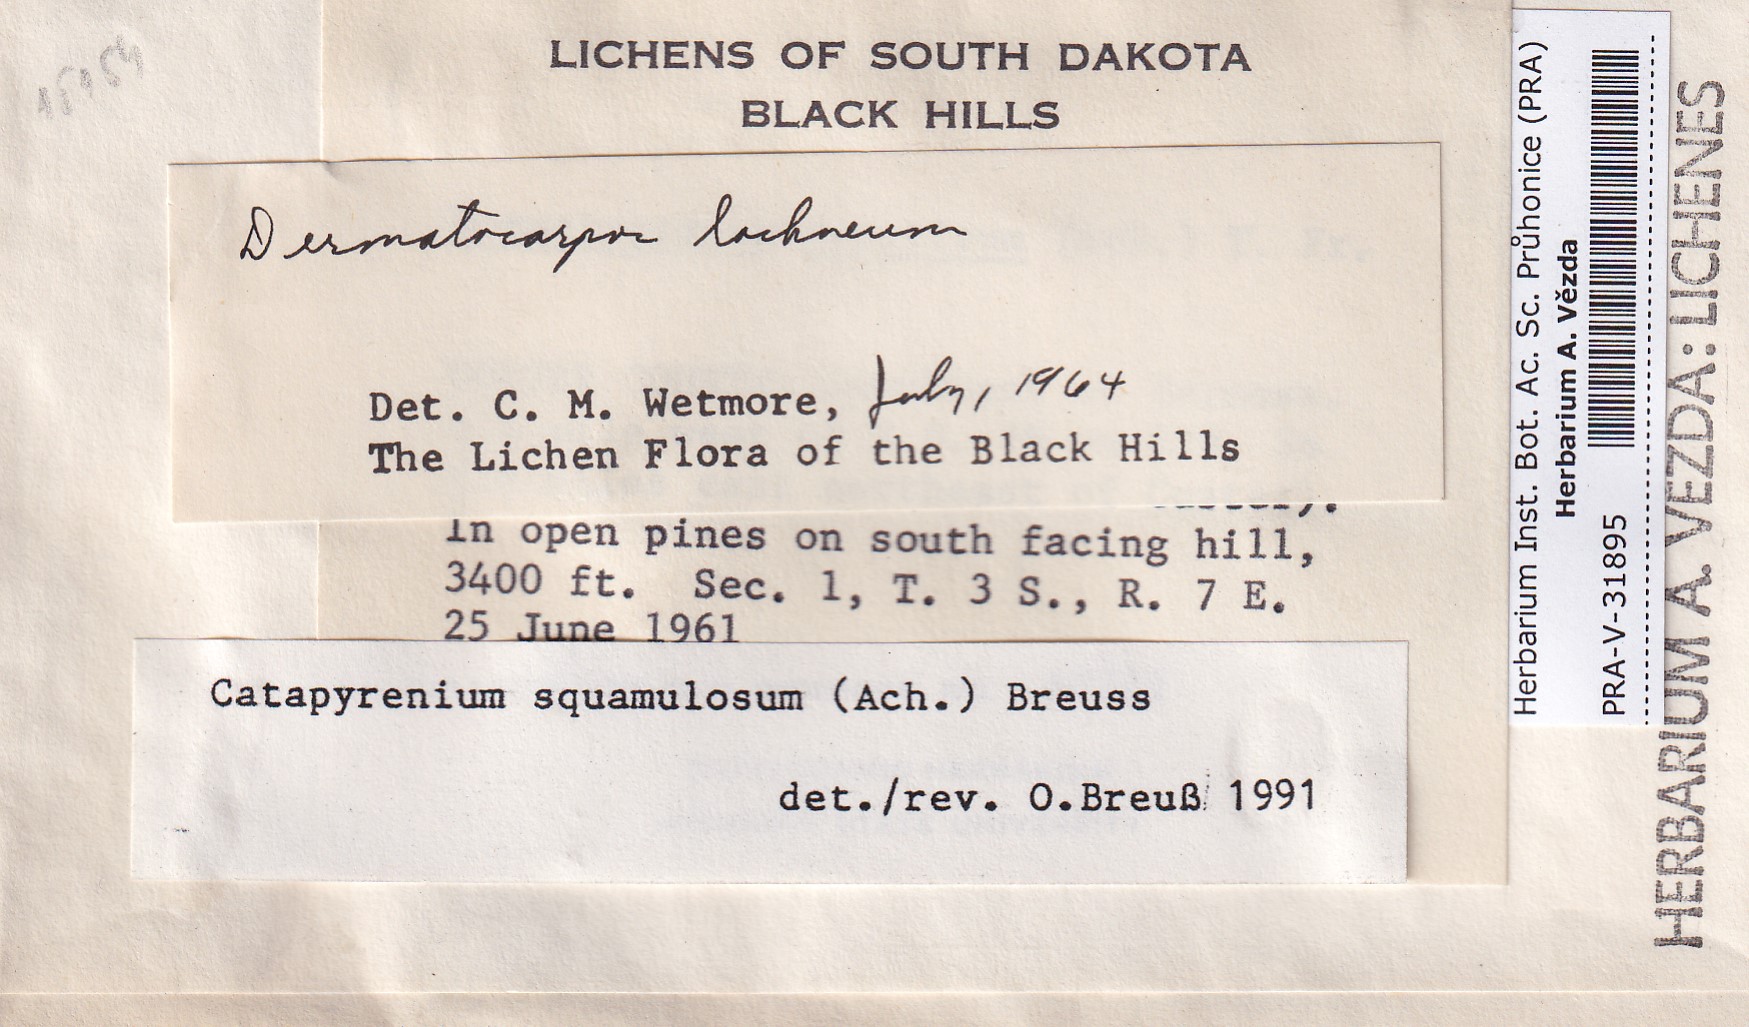 LICHENS OF SOUTH DAKOTA
BLACK HILLS
Dermatocarpon lachneum
Det. C. M. Wetmore, July, 1964
The Lichen Flora of the Black Hills
In open pines on south facing hill,
3400 ft. Sec. 1, T. 3 S., R. 7 E.
25 June 1961
Catapyrenium squamulosum (Ach.) Breuss
det./rev. O.Breuß 1991
Herbarium Inst. Bot. Ac. Sc. Průhonice (PRA)
Herbarium A. Vězda
PRA-V-31895
HERBARIUM A. VEZDA: LICHENES